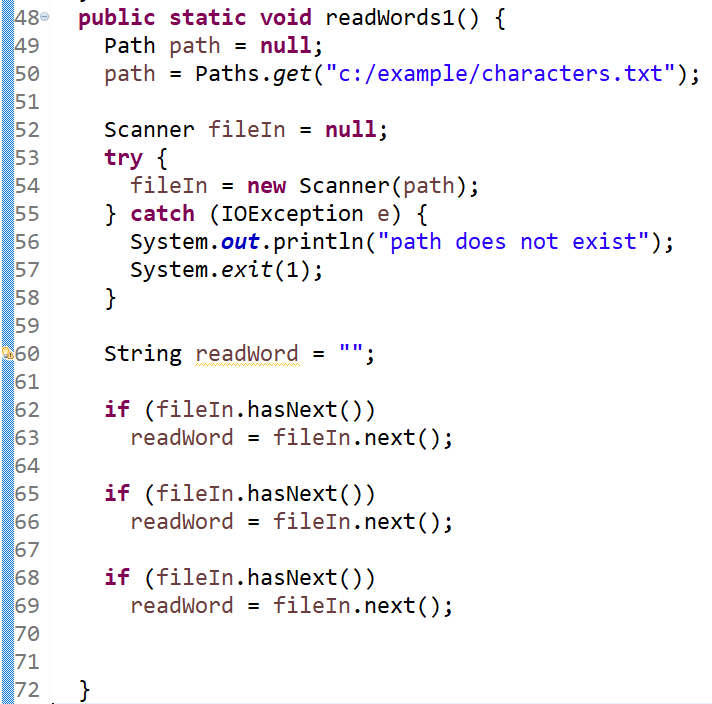 48 public static void readWords1() {
49 Path path = null;
50 path = Paths.get("c:/example/characters.txt");
51
52 Scanner fileIn = null;
53 try {
54 fileIn = new Scanner(path);
55 } catch (IOException e) {
56 System.out.println("path does not exist");
57 System.exit(1);
58 }
59
60 String readWord = "";
61
62 if (fileIn.hasNext())
63 readWord = fileIn.next();
64
65 if (fileIn.hasNext())
66 readWord = fileIn.next();
67
68 if (fileIn.hasNext())
69 readWord = fileIn.next();
70
71
72 }